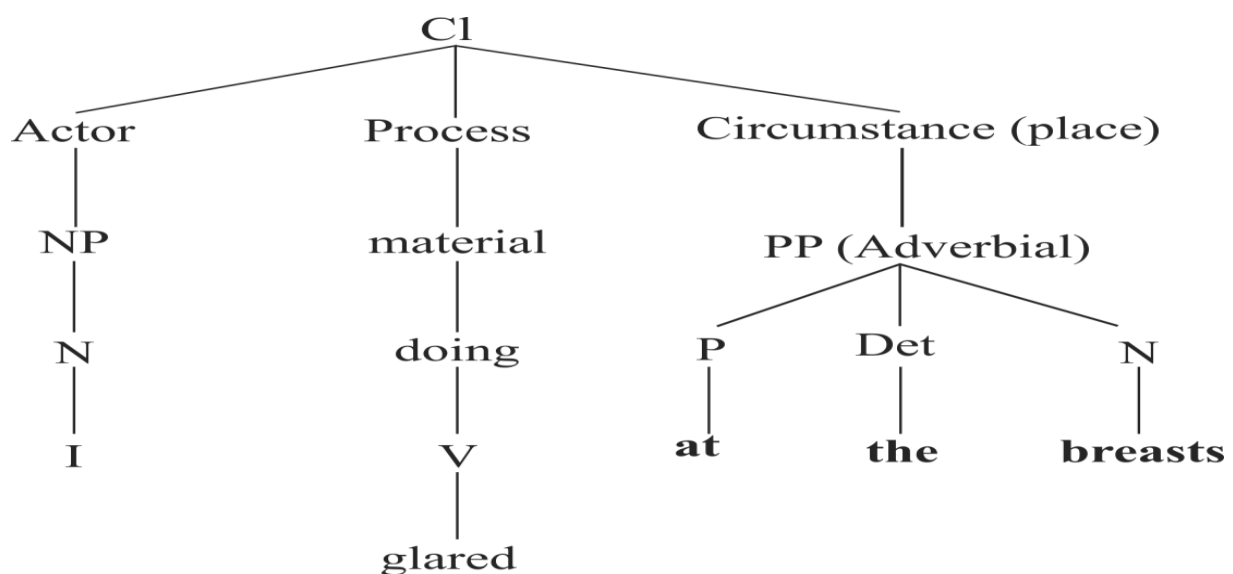 Cl
Actor Process Circumstance (place)
NP material PP (Adverbial)
N doing P Det N
I V at the breasts
glared